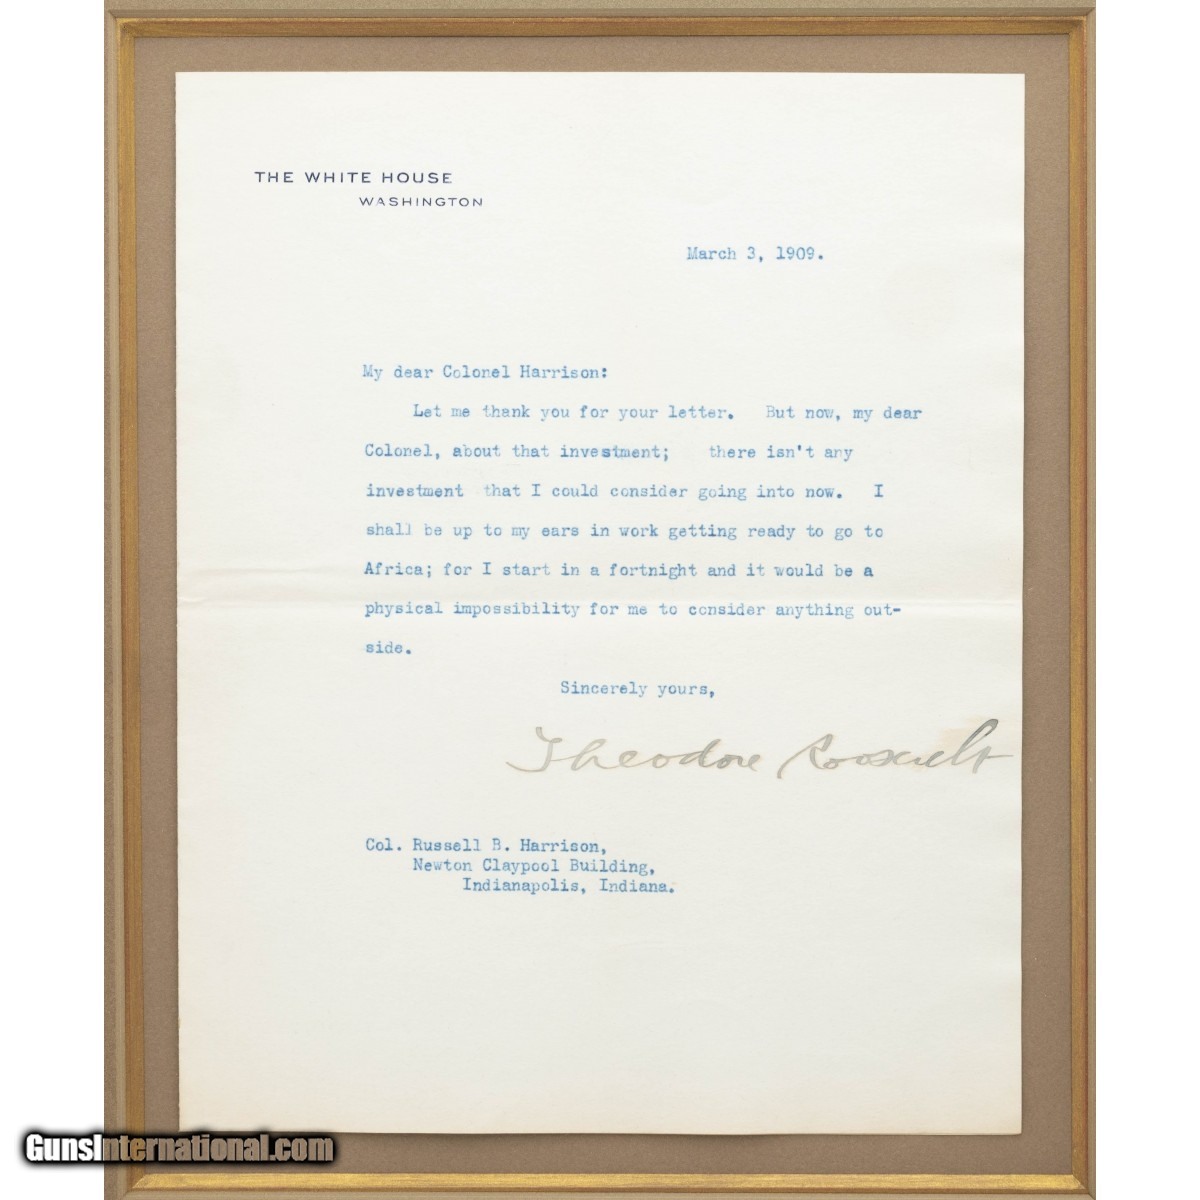 THE WHITE HOUSE
WASHINGTON
March 3, 1909.
My dear Colonel Harrison:
Let me thank you for your letter. But now, my dear
Colonel, about that investment; there isn't any
investment that I could consider going into now. I
shall be up to my ears in work getting ready to go to
Africa; for I start in a fortnight and it would be a
physical impossibility for me to consider anything out-
side.
Sincerely yours,
Theodore Roosevelt
Col. Russell B. Harrison,
Newton Claypool Building,
Indianapolis, Indiana.
GunsInternational.com